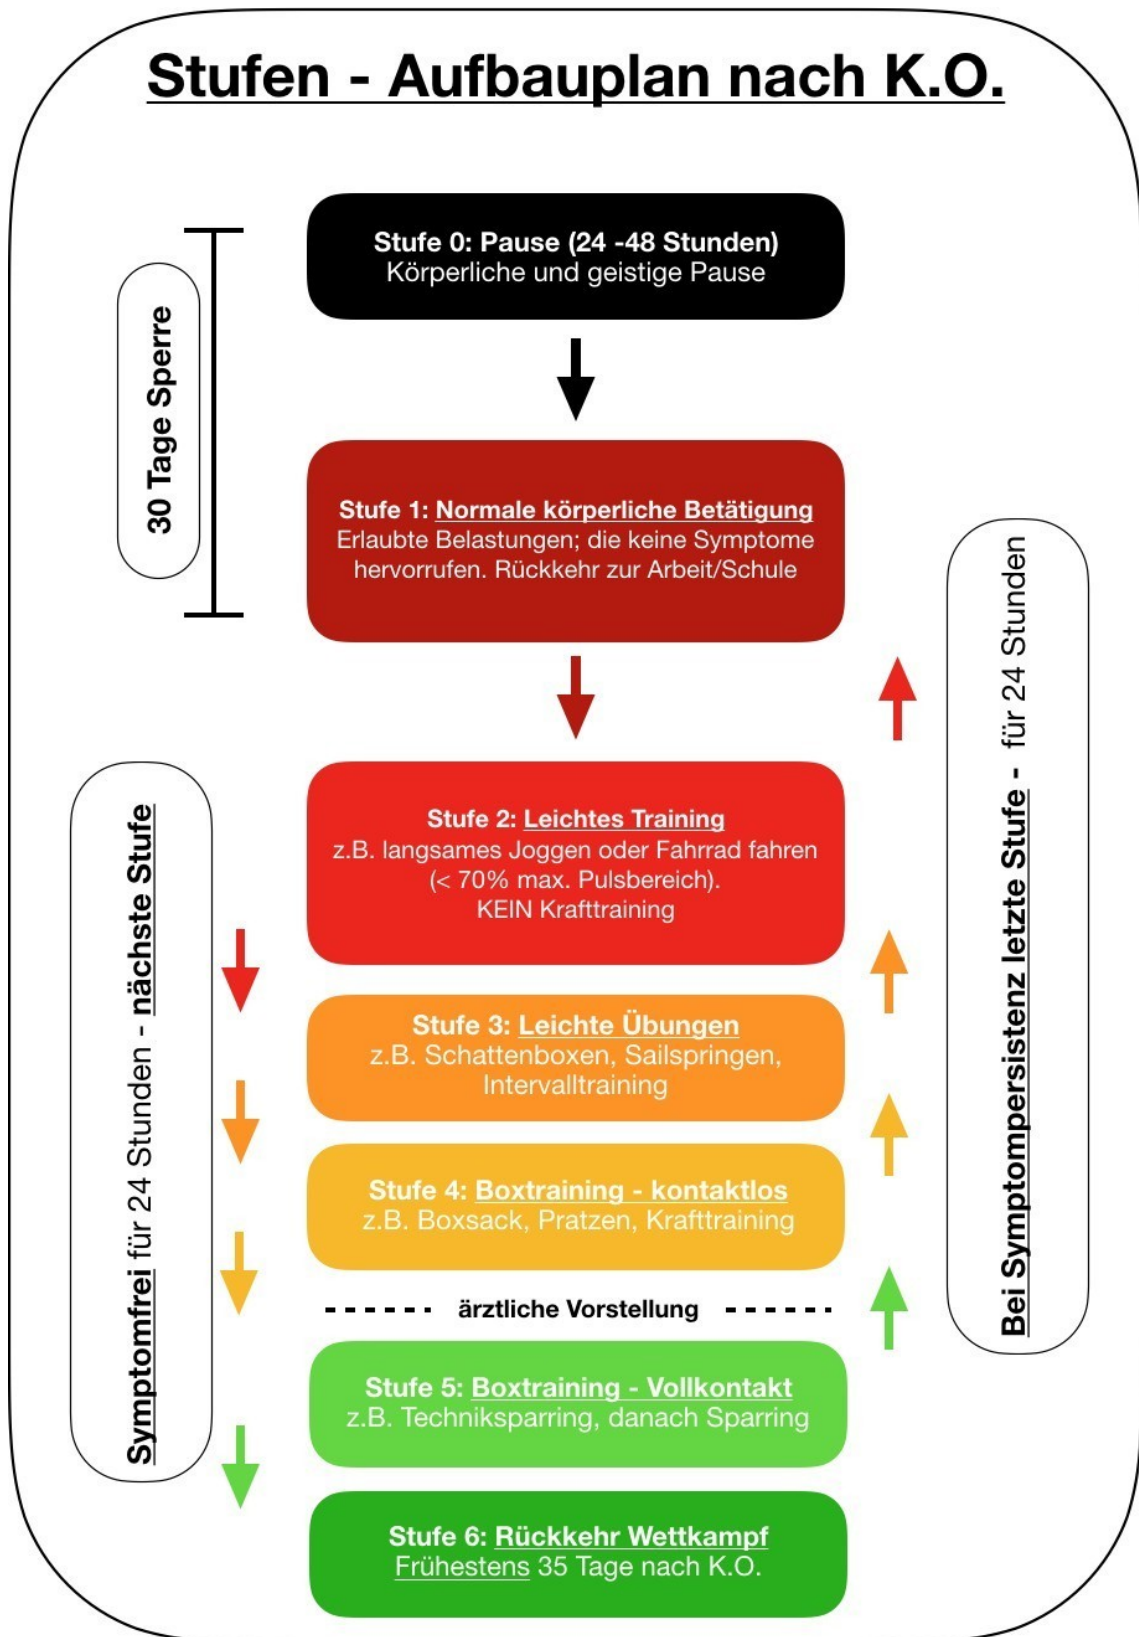 Stufen - Aufbauplan nach K.O.
30 Tage Sperre
Stufe 0: Pause (24 -48 Stunden)
Körperliche und geistige Pause
Stufe 1: Normale körperliche Betätigung
Erlaubte Belastungen; die keine Symptome
hervorrufen. Rückkehr zur Arbeit/Schule
Symptomfrei für 24 Stunden - nächste Stufe
Bei Symptompersistenz letzte Stufe - für 24 Stunden
Stufe 2: Leichtes Training
z.B. langsames Joggen oder Fahrrad fahren
(< 70% max. Pulsbereich).
KEIN Krafttraining
Stufe 3: Leichte Übungen
z.B. Schattenboxen, Sailspringen,
Intervalltraining
Stufe 4: Boxtraining - kontaktlos
z.B. Boxsack, Pratzen, Krafttraining
ärztliche Vorstellung
Stufe 5: Boxtraining - Vollkontakt
z.B. Techniksparring, danach Sparring
Stufe 6: Rückkehr Wettkampf
Frühestens 35 Tage nach K.O.